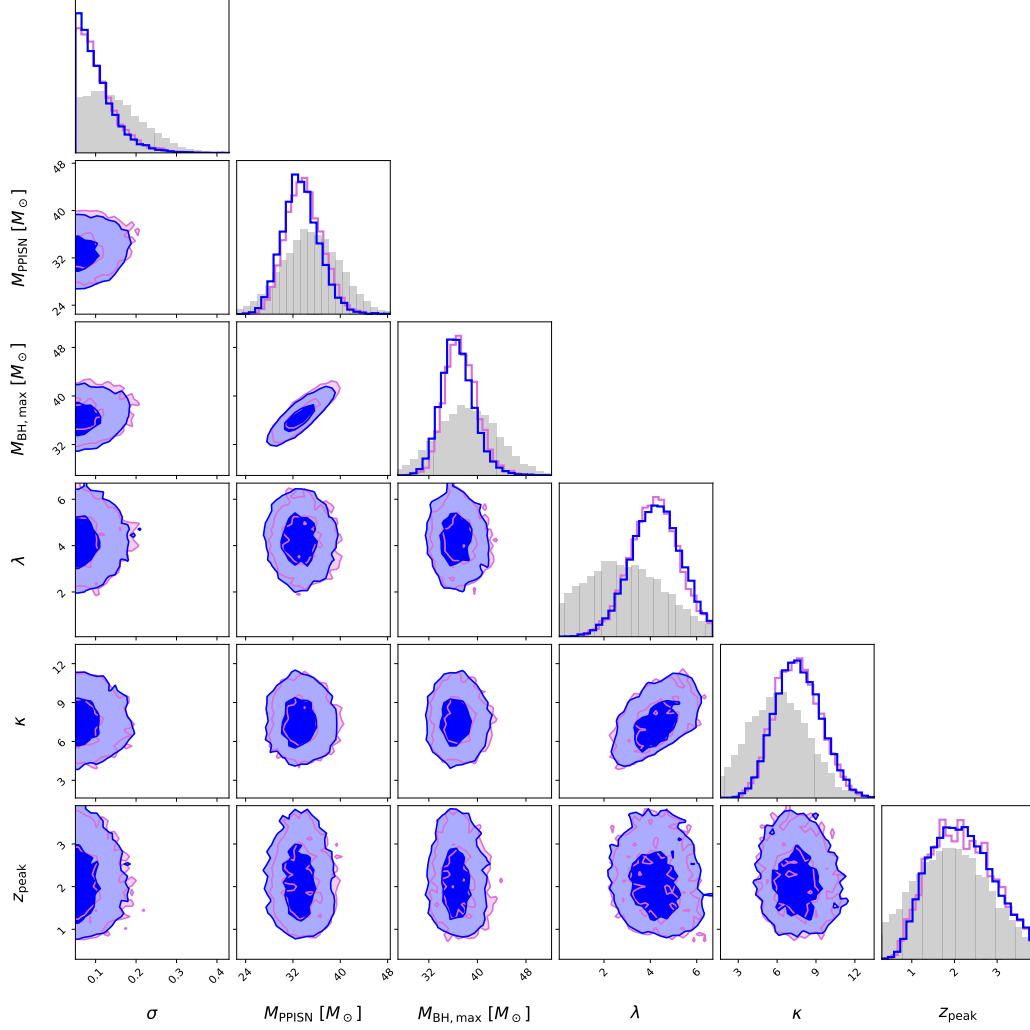 48
40
32
24
M_PPISN [M_⊙]
48
40
32
M_BH,max [M_⊙]
6
4
2
λ
12
9
6
3
κ
3
2
1
z_peak
0.1 0.2 0.3 0.4
24 32 40 48
32 40 48
2 4 6
3 6 9 12
1 2 3
σ
M_PPISN [M_⊙]
M_BH,max [M_⊙]
λ
κ
z_peak